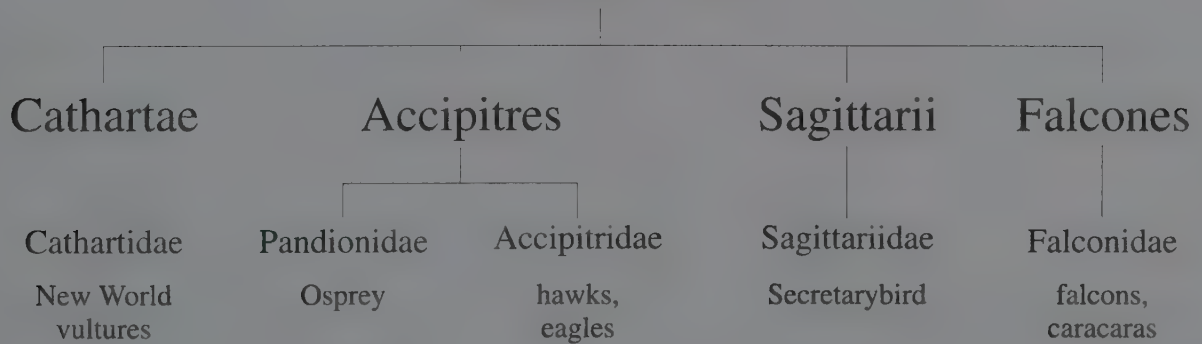 Cathartae Accipitres Sagittarii Falcones
Cathartidae Pandionidae Accipitridae Sagittariidae Falconidae
New World Osprey hawks, Secretarybird falcons,
vultures eagles caracaras